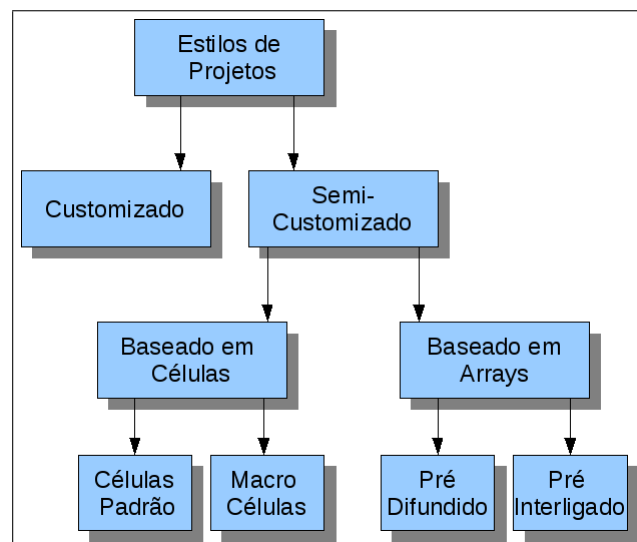 Estilos de
Projetos
Customizado
Semi-
Customizado
Baseado em
Células
Baseado em
Arrays
Células
Padrão
Macro
Células
Pré
Difundido
Pré
Interligado